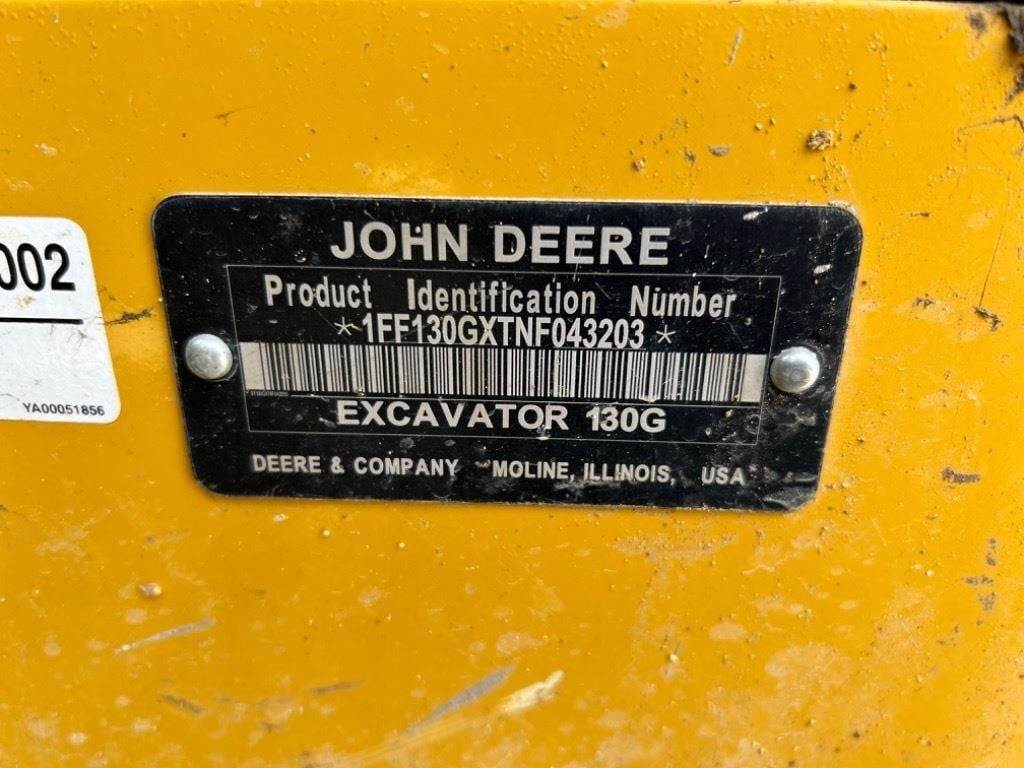 002
YA00051856
JOHN DEERE
Product Identification Number
*1FF130GXTNF043203*
EXCAVATOR 130G
DEERE & COMPANY MOLINE, ILLINOIS, USA